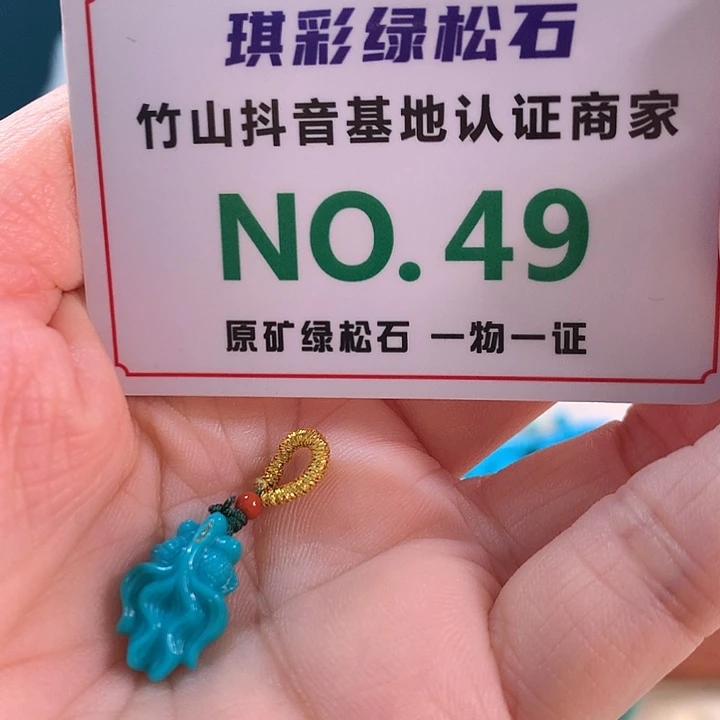 琪彩绿松石
竹山抖音基地认证商家
NO.49
原矿绿松石 一物一证